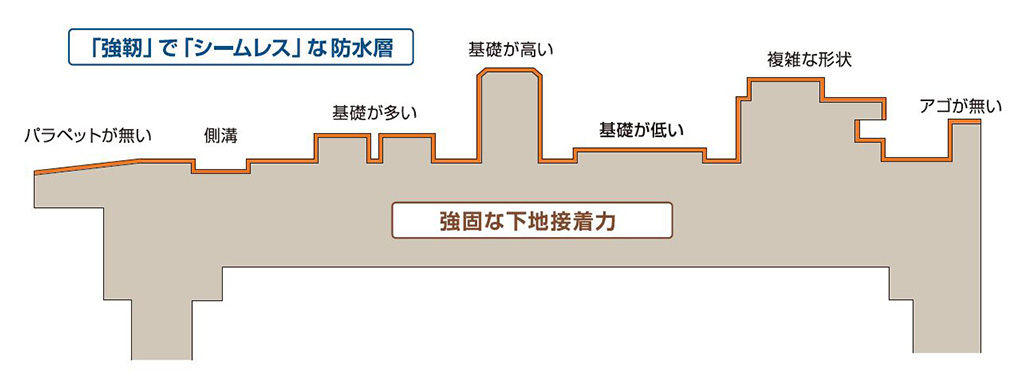 「強靭」で「シームレス」な防水層
基礎が高い
複雑な形状
基礎が多い
アゴが無い
パラペットが無い
側溝
基礎が低い
強固な下地接着力